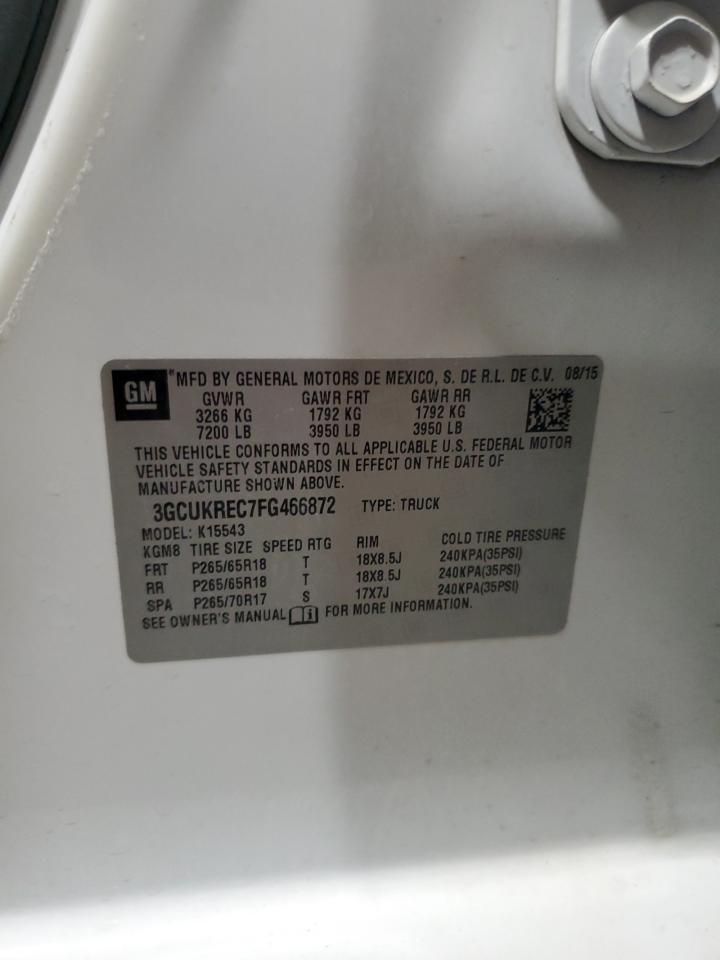 GM *MFD BY GENERAL MOTORS DE MEXICO, S. DE R.L. DE C.V. 08/15
GVWR GAWR FRT GAWR RR
3266 KG 1792 KG 1792 KG
7200 LB 3950 LB 3950 LB
THIS VEHICLE CONFORMS TO ALL APPLICABLE U.S. FEDERAL MOTOR
VEHICLE SAFETY STANDARDS IN EFFECT ON THE DATE OF
MANUFACTURE SHOWN ABOVE.
3GCUKREC7FG466872 TYPE: TRUCK
MODEL: K15543
KGM8 TIRE SIZE SPEED RTG RIM COLD TIRE PRESSURE
FRT P265/65R18 T 18X8.5J 240KPA(35PSI)
RR P265/65R18 T 18X8.5J 240KPA(35PSI)
SPA P265/70R17 S 17X7J 240KPA(35PSI)
SEE OWNER'S MANUAL FOR MORE INFORMATION.